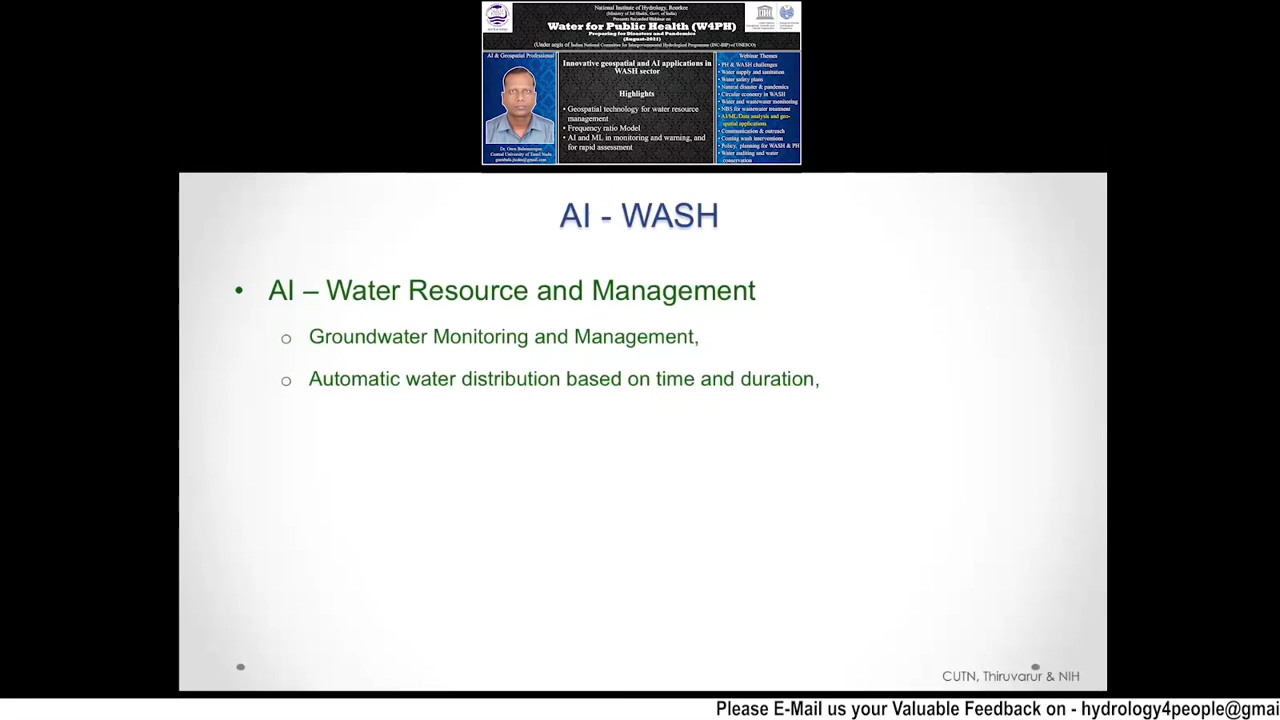 National Institute of Hydrology, Roorkee
(Ministry of Jal Shakti, Govt. of India)
Presents Recorded Webinar on
Water for Public Health (W4PH)
Preparing for Disasters and Pandemics
(August-2021)
(Under aegis of Indian National Committee for Intergovernmental Hydrological Programme (INC-IHP) of UNESCO)
AI & Geospatial Professional
Central University of Tamil Nadu
Innovative geospatial and AI applications in
WASH sector
Highlights
• Geospatial technology for water resource
management
• Frequency ratio Model
• AI and ML in monitoring and warning, and
for rapid assessment
Webinar Themes
• PH & WASH challenges
• Water supply and sanitation
• Water safety plans
• Natural disaster & pandemics
• Circular economy in WASH
• Water and wastewater monitoring
• NBS for wastewater treatment
• AI/ML/Data analysis and geo-
spatial applications
• Communication & outreach
• Costing wash interventions
• Policy, planning for WASH & PH
• Water auditing and water
conservation
AI - WASH
• AI – Water Resource and Management
o Groundwater Monitoring and Management,
o Automatic water distribution based on time and duration,
CUTN, Thiruvarur & NIH
Please E-Mail us your Valuable Feedback on - hydrology4people@gmai